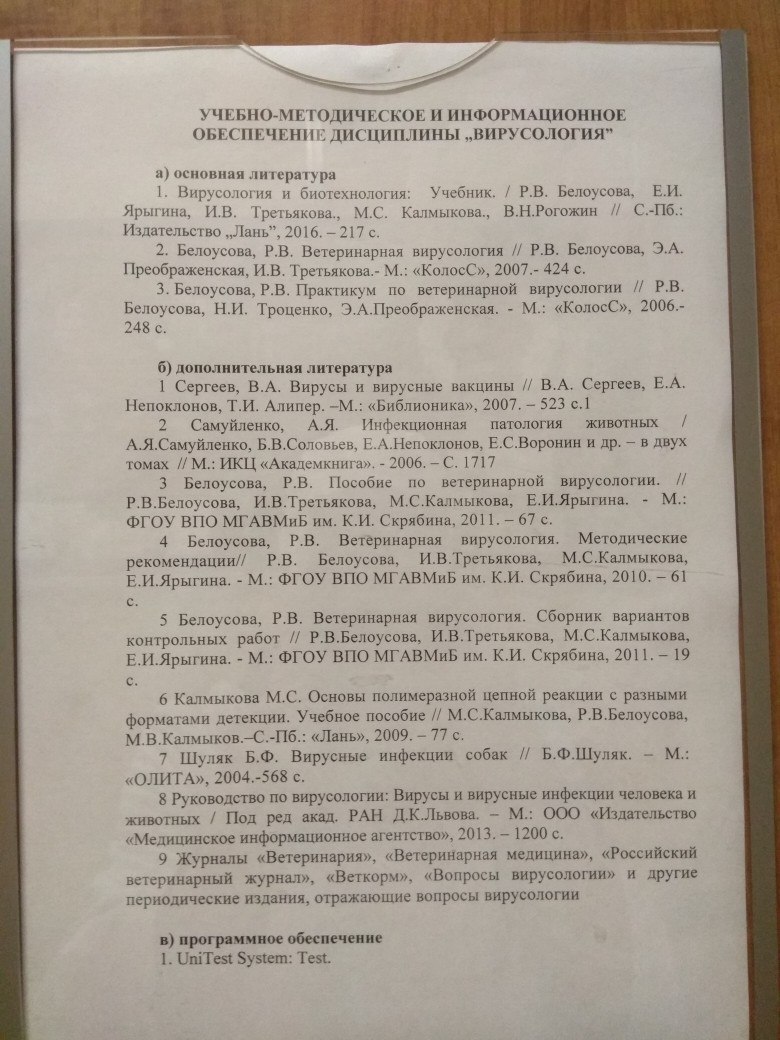 УЧЕБНО-МЕТОДИЧЕСКОЕ И ИНФОРМАЦИОННОЕ
ОБЕСПЕЧЕНИЕ ДИСЦИПЛИНЫ „ВИРУСОЛОГИЯ”
а) основная литература
1. Вирусология и биотехнология: Учебник. / Р.В. Белоусова, Е.И.
Ярыгина, И.В. Третьякова., М.С. Калмыкова., В.Н.Рогожин // С.-Пб.:
Издательство „Лань”, 2016. – 217 с.
2. Белоусова, Р.В. Ветеринарная вирусология // Р.В. Белоусова, Э.А.
Преображенская, И.В. Третьякова.- М.: «КолосС», 2007.- 424 с.
3. Белоусова, Р.В. Практикум по ветеринарной вирусологии // Р.В.
Белоусова, Н.И. Троценко, Э.А.Преображенская. - М.: «КолосС», 2006.-
248 с.
б) дополнительная литература
1 Сергеев, В.А. Вирусы и вирусные вакцины // В.А. Сергеев, Е.А.
Непоклонов, Т.И. Алипер. –М.: «Библионика», 2007. – 523 с.1
2 Самуйленко, А.Я. Инфекционная патология животных /
А.Я.Самуйленко, Б.В.Соловьев, Е.А.Непоклонов, Е.С.Воронин и др. – в двух
томах // М.: ИКЦ «Академкнига». - 2006. – С. 1717
3 Белоусова, Р.В. Пособие по ветеринарной вирусологии. //
Р.В.Белоусова, И.В.Третьякова, М.С.Калмыкова, Е.И.Ярыгина. - М.:
ФГОУ ВПО МГАВМиБ им. К.И. Скрябина, 2011. – 67 с.
4 Белоусова, Р.В. Ветеринарная вирусология. Методические
рекомендации// Р.В. Белоусова, И.В.Третьякова, М.С.Калмыкова,
Е.И.Ярыгина. - М.: ФГОУ ВПО МГАВМиБ им. К.И. Скрябина, 2010. – 61
с.
5 Белоусова, Р.В. Ветеринарная вирусология. Сборник вариантов
контрольных работ // Р.В.Белоусова, И.В.Третьякова, М.С.Калмыкова,
Е.И.Ярыгина. - М.: ФГОУ ВПО МГАВМиБ им. К.И. Скрябина, 2011. – 19
с.
6 Калмыкова М.С. Основы полимеразной цепной реакции с разными
форматами детекции. Учебное пособие // М.С.Калмыкова, Р.В.Белоусова,
М.В.Калмыков.–С.-Пб.: «Лань», 2009. – 77 с.
7 Шуляк Б.Ф. Вирусные инфекции собак // Б.Ф.Шуляк. – М.:
«ОЛИТА», 2004.-568 с.
8 Руководство по вирусологии: Вирусы и вирусные инфекции человека и
животных / Под ред акад. РАН Д.К.Львова. – М.: ООО «Издательство
«Медицинское информационное агентство», 2013. – 1200 с.
9 Журналы «Ветеринария», «Ветеринарная медицина», «Российский
ветеринарный журнал», «Веткорм», «Вопросы вирусологии» и другие
периодические издания, отражающие вопросы вирусологии
в) программное обеспечение
1. UniTest System: Test.